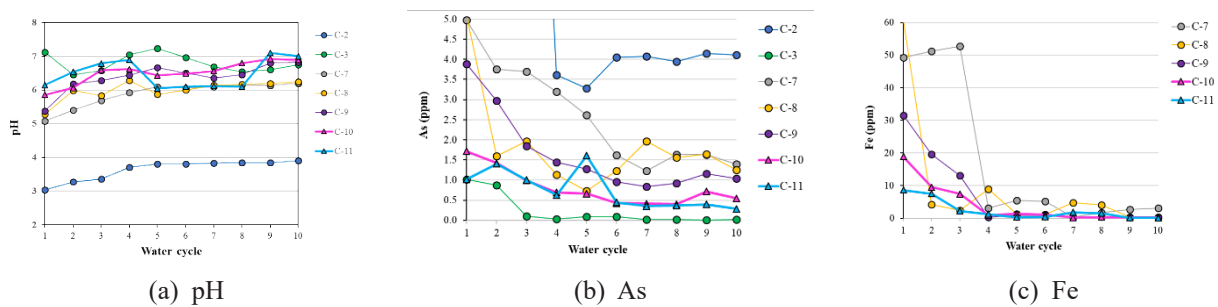 8
7
6
5
4
3
2
pH
1 2 3 4 5 6 7 8 9 10
Water cycle
C-2
C-3
C-7
C-8
C-9
C-10
C-11
(a) pH
5.0
4.5
4.0
3.5
3.0
2.5
2.0
1.5
1.0
0.5
0.0
As (ppm)
1 2 3 4 5 6 7 8 9 10
Water cycle
C-2
C-3
C-7
C-8
C-9
C-10
C-11
(b) As
60
50
40
30
20
10
0
Fe (ppm)
1 2 3 4 5 6 7 8 9 10
Water cycle
C-7
C-8
C-9
C-10
C-11
(c) Fe